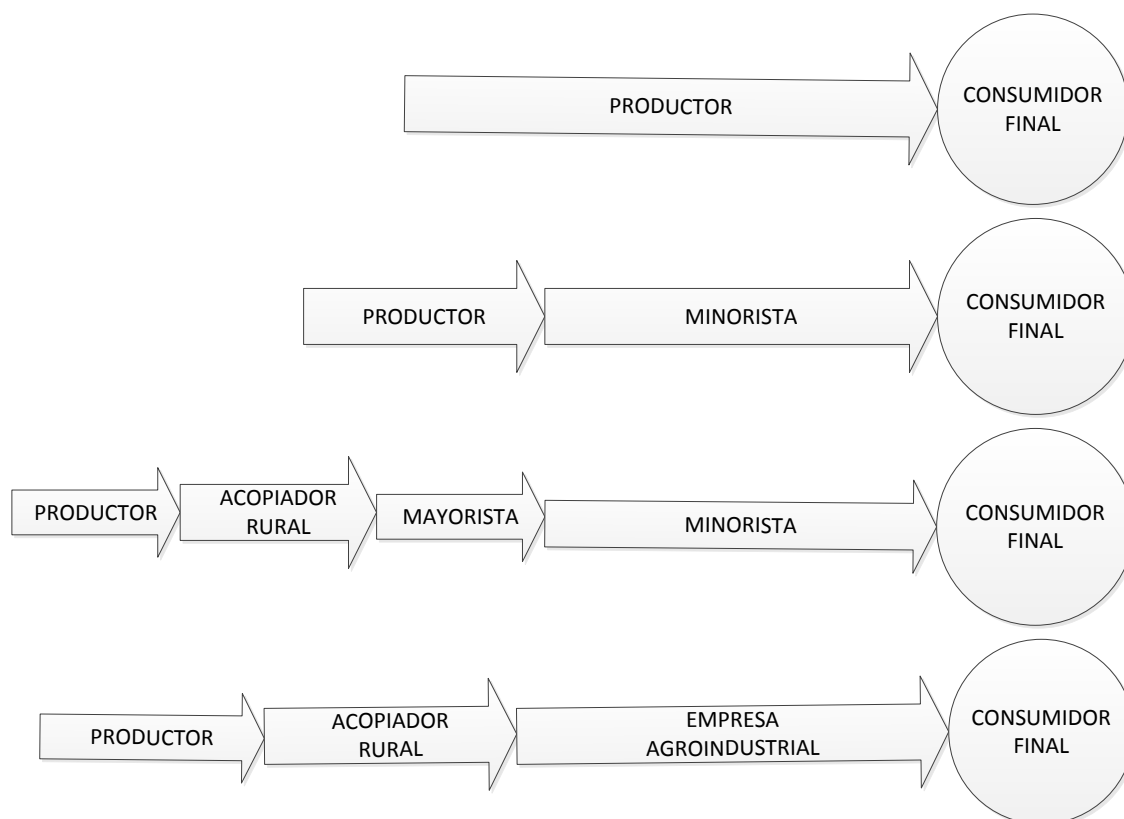 PRODUCTOR
CONSUMIDOR
FINAL
PRODUCTOR
MINORISTA
CONSUMIDOR
FINAL
PRODUCTOR
ACOPIADOR
RURAL
MAYORISTA
MINORISTA
CONSUMIDOR
FINAL
PRODUCTOR
ACOPIADOR
RURAL
EMPRESA
AGROINDUSTRIAL
CONSUMIDOR
FINAL